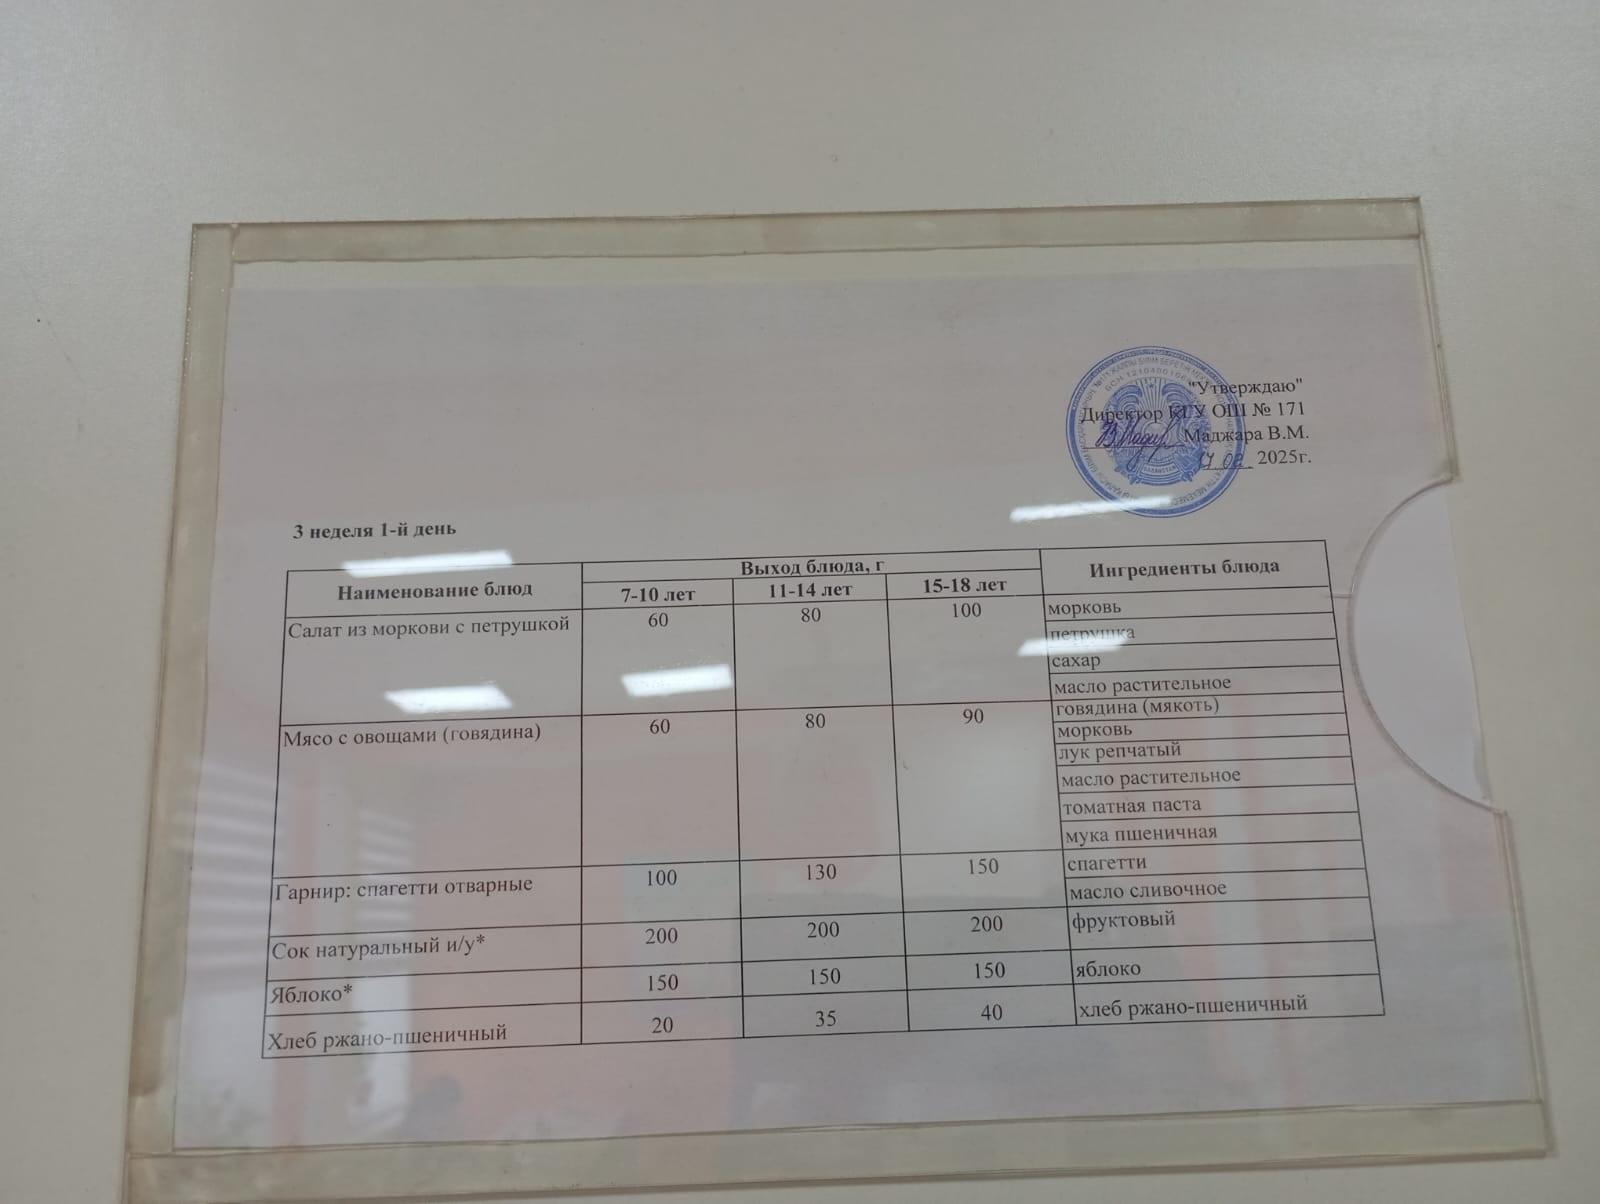 "Утверждаю"
Директор КГУ ОШ № 171
Маджара В.М.
2025г.
3 неделя 1-й день
Наименование блюд
Выход блюда, г
Ингредиенты блюда
7-10 лет
11-14 лет
15-18 лет
Салат из моркови с петрушкой
60
80
100
морковь
петрушка
сахар
масло растительное
Мясо с овощами (говядина)
60
80
90
говядина (мякоть)
морковь
лук репчатый
масло растительное
томатная паста
мука пшеничная
Гарнир: спагетти отварные
100
130
150
спагетти
масло сливочное
Сок натуральный и/у*
200
200
200
фруктовый
Яблоко*
150
150
150
яблоко
Хлеб ржано-пшеничный
20
35
40
хлеб ржано-пшеничный